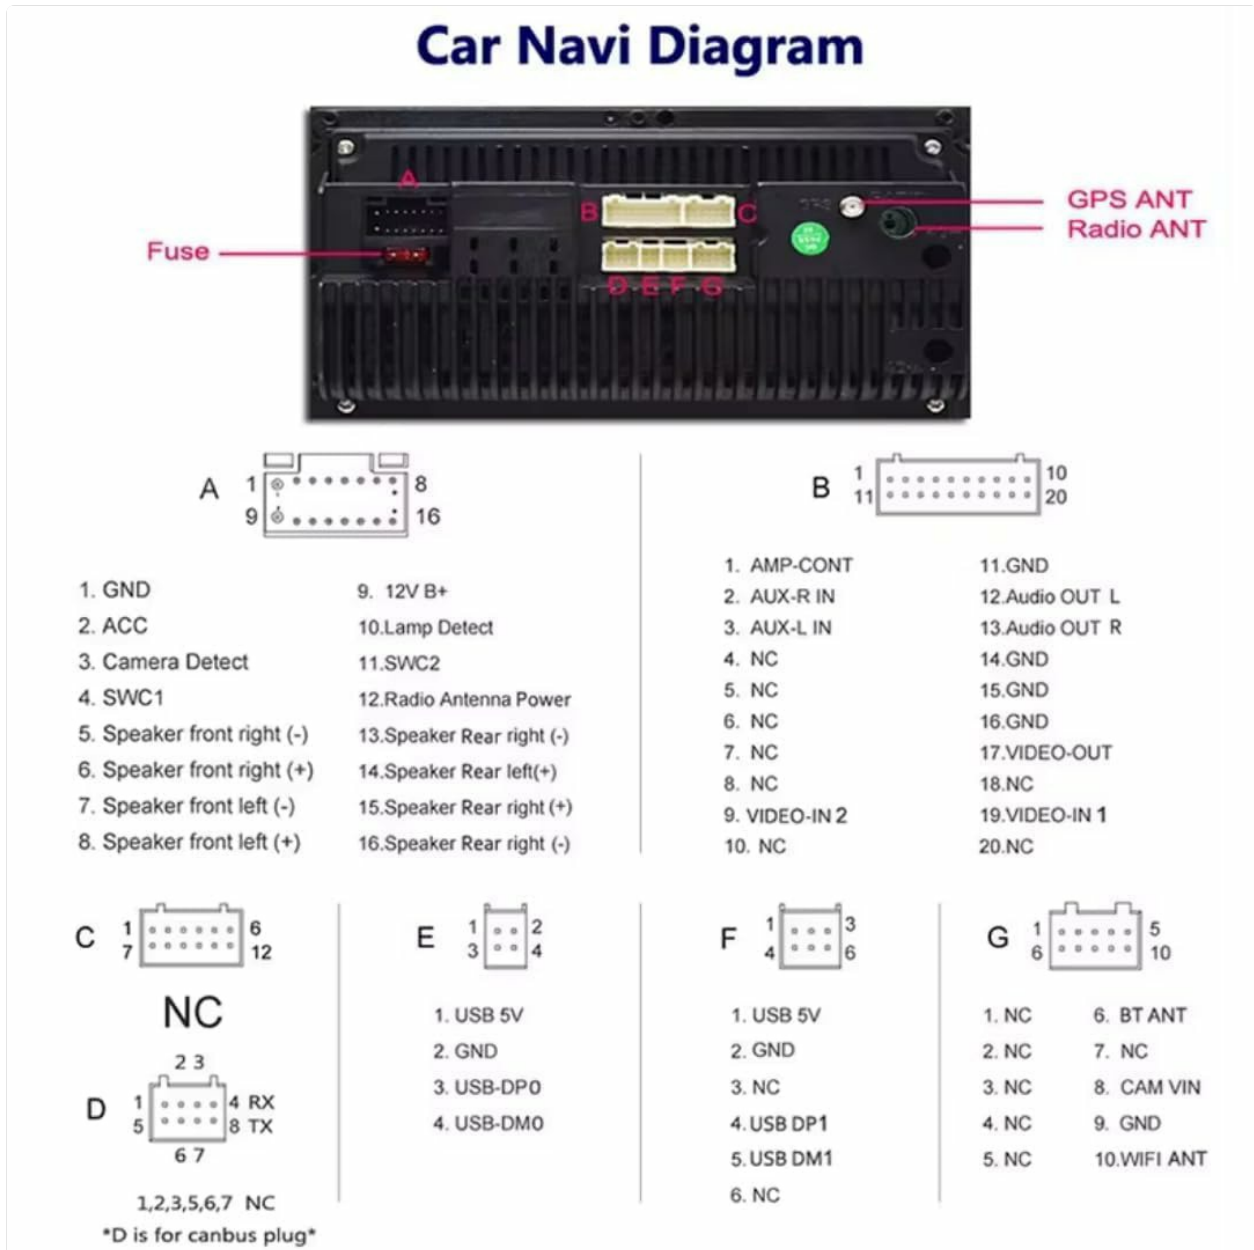 Car Navi Diagram
A
B
C
GPS ANT
Radio ANT
Fuse
D E F G
A
1
8
9
16
1. GND
2. ACC
3. Camera Detect
4. SWC1
5. Speaker front right (-)
6. Speaker front right (+)
7. Speaker front left (-)
8. Speaker front left (+)
9. 12V B+
10.Lamp Detect
11.SWC2
12.Radio Antenna Power
13.Speaker Rear right (-)
14.Speaker Rear left(+)
15.Speaker Rear right (+)
16.Speaker Rear right (-)
B
1
10
11
20
1. AMP-CONT
2. AUX-R IN
3. AUX-L IN
4. NC
5. NC
6. NC
7. NC
8. NC
9. VIDEO-IN 2
10. NC
11.GND
12.Audio OUT L
13.Audio OUT R
14.GND
15.GND
16.GND
17.VIDEO-OUT
18.NC
19.VIDEO-IN 1
20.NC
C
1
6
7
12
NC
D
2 3
1
4 RX
5
8 TX
6 7
1,2,3,5,6,7 NC
*D is for canbus plug*
E
1
2
3
4
1. USB 5V
2. GND
3. USB-DP0
4. USB-DM0
F
1
3
4
6
1. USB 5V
2. GND
3. NC
4. USB DP1
5. USB DM1
6. NC
G
1
5
6
10
1. NC
2. NC
3. NC
4. NC
5. NC
6. BT ANT
7. NC
8. CAM VIN
9. GND
10.WIFI ANT